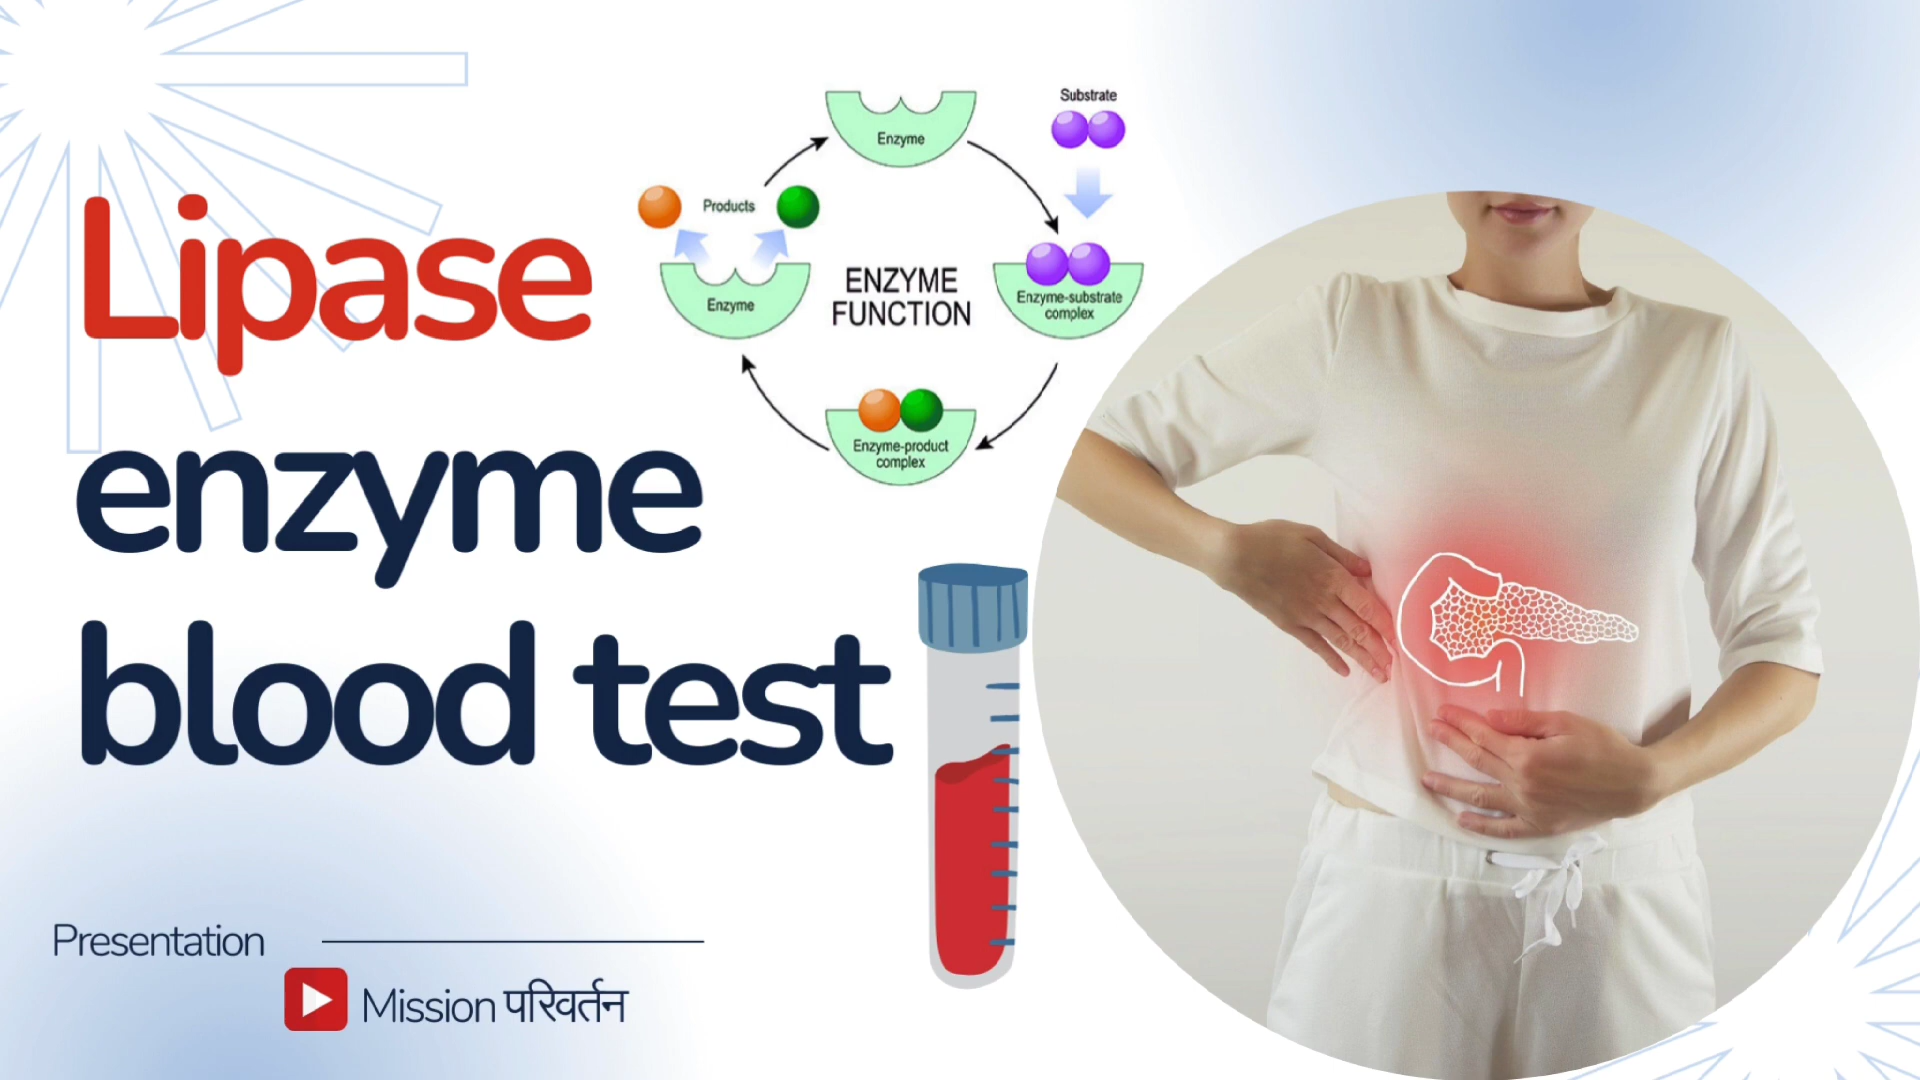 Lipase
enzyme
blood test
Enzyme
Substrate
Products
Enzyme
ENZYME
FUNCTION
Enzyme-substrate
complex
Enzyme-product
complex
Presentation
Mission परिवर्तन